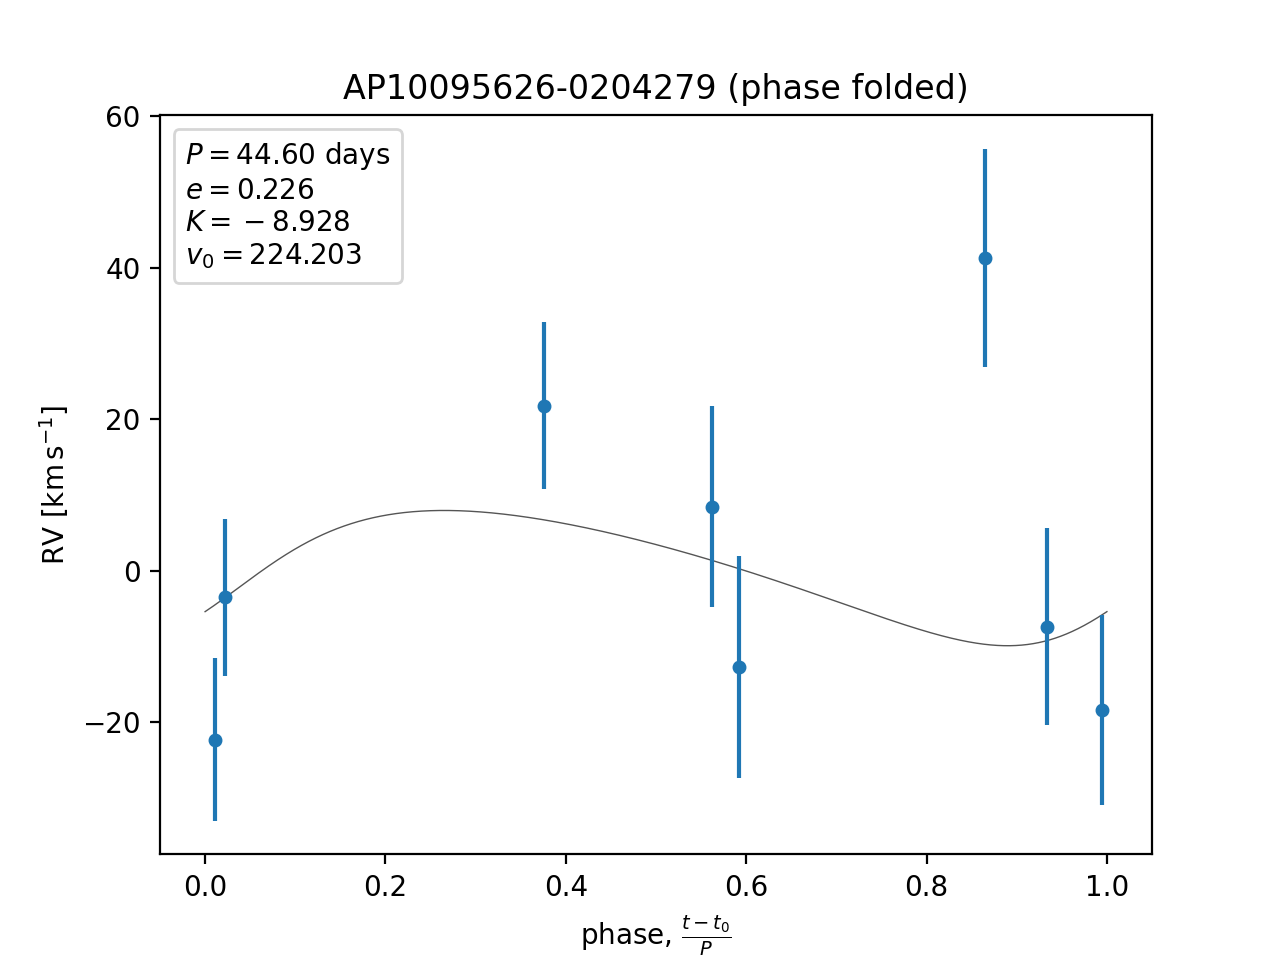 AP10095626-0204279 (phase folded)
60
40
20
0
−20
RV [km s⁻¹]
P = 44.60 days
e = 0.226
K = −8.928
v₀ = 224.203
0.0 0.2 0.4 0.6 0.8 1.0
phase, (t − t₀)/P